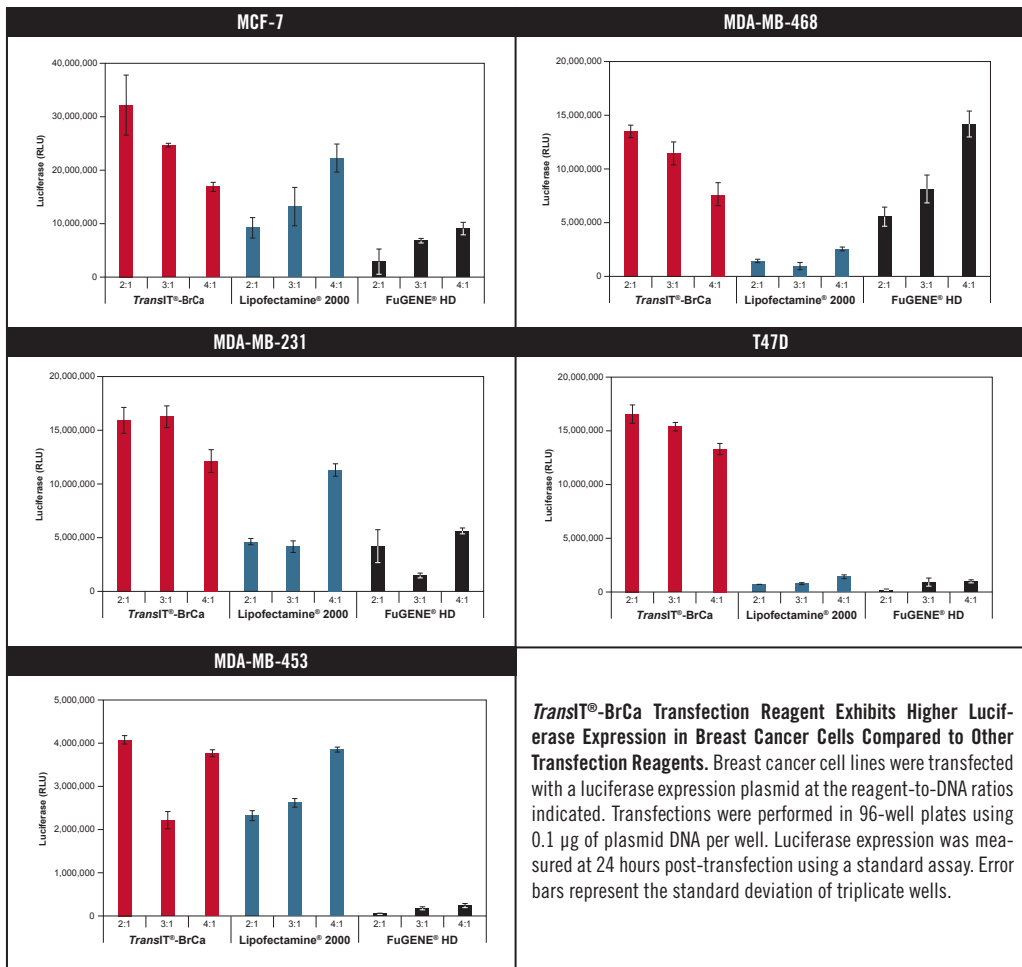 MCF-7
40,000,000
30,000,000
20,000,000
10,000,000
0
Luciferase (RLU)
2:1 3:1 4:1 2:1 3:1 4:1 2:1 3:1 4:1
TransIT®-BrCa Lipofectamine® 2000 FuGENE® HD
MDA-MB-468
20,000,000
15,000,000
10,000,000
5,000,000
0
Luciferase (RLU)
2:1 3:1 4:1 2:1 3:1 4:1 2:1 3:1 4:1
TransIT®-BrCa Lipofectamine® 2000 FuGENE® HD
MDA-MB-231
20,000,000
15,000,000
10,000,000
5,000,000
0
Luciferase (RLU)
2:1 3:1 4:1 2:1 3:1 4:1 2:1 3:1 4:1
TransIT®-BrCa Lipofectamine® 2000 FuGENE® HD
T47D
20,000,000
15,000,000
10,000,000
5,000,000
0
Luciferase (RLU)
2:1 3:1 4:1 2:1 3:1 4:1 2:1 3:1 4:1
TransIT®-BrCa Lipofectamine® 2000 FuGENE® HD
MDA-MB-453
5,000,000
4,000,000
3,000,000
2,000,000
1,000,000
0
Luciferase (RLU)
2:1 3:1 4:1 2:1 3:1 4:1 2:1 3:1 4:1
TransIT®-BrCa Lipofectamine® 2000 FuGENE® HD
TransIT®-BrCa Transfection Reagent Exhibits Higher Lucif-
erase Expression in Breast Cancer Cells Compared to Other
Transfection Reagents. Breast cancer cell lines were transfected
with a luciferase expression plasmid at the reagent-to-DNA ratios
indicated. Transfections were performed in 96-well plates using
0.1 µg of plasmid DNA per well. Luciferase expression was mea-
sured at 24 hours post-transfection using a standard assay. Error
bars represent the standard deviation of triplicate wells.